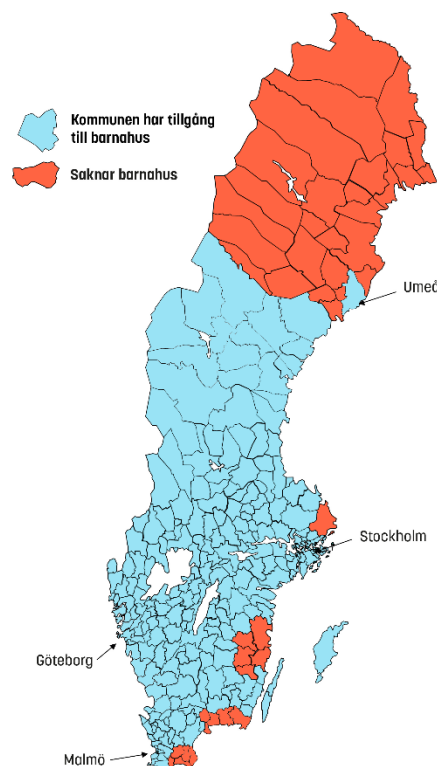 Kommunen har tillgång
till barnahus
Saknar barnahus
Umeå
Stockholm
Göteborg
Malmö